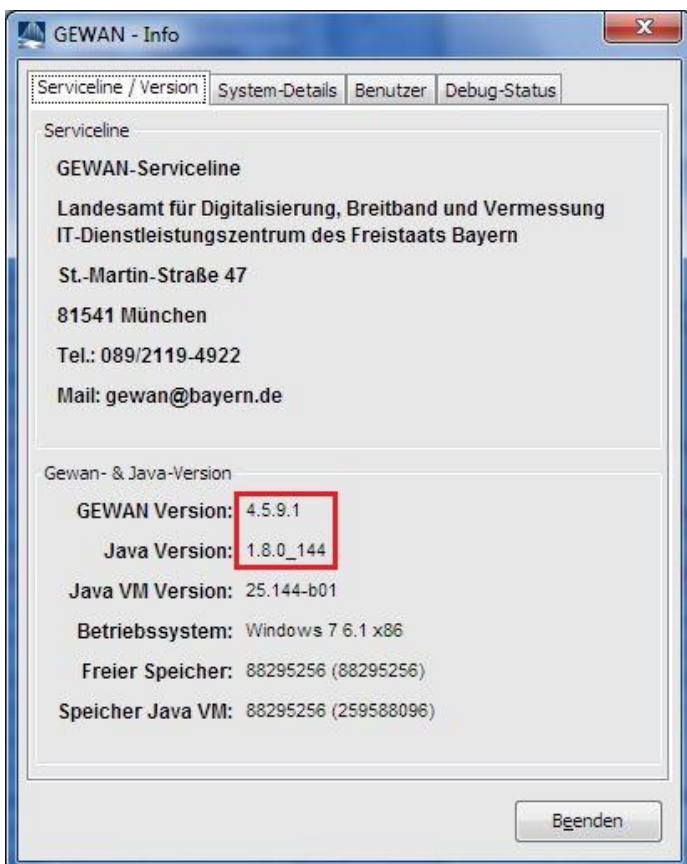 GEWAN - Info
Serviceline / Version System-Details Benutzer Debug-Status
Serviceline
GEWAN-Serviceline
Landesamt für Digitalisierung, Breitband und Vermessung
IT-Dienstleistungszentrum des Freistaats Bayern
St.-Martin-Straße 47
81541 München
Tel.: 089/2119-4922
Mail: gewan@bayern.de
Gewan- & Java-Version
GEWAN Version: 4.5.9.1
Java Version: 1.8.0_144
Java VM Version: 25.144-b01
Betriebssystem: Windows 7 6.1 x86
Freier Speicher: 88295256 (88295256)
Speicher Java VM: 88295256 (259588096)
Beenden